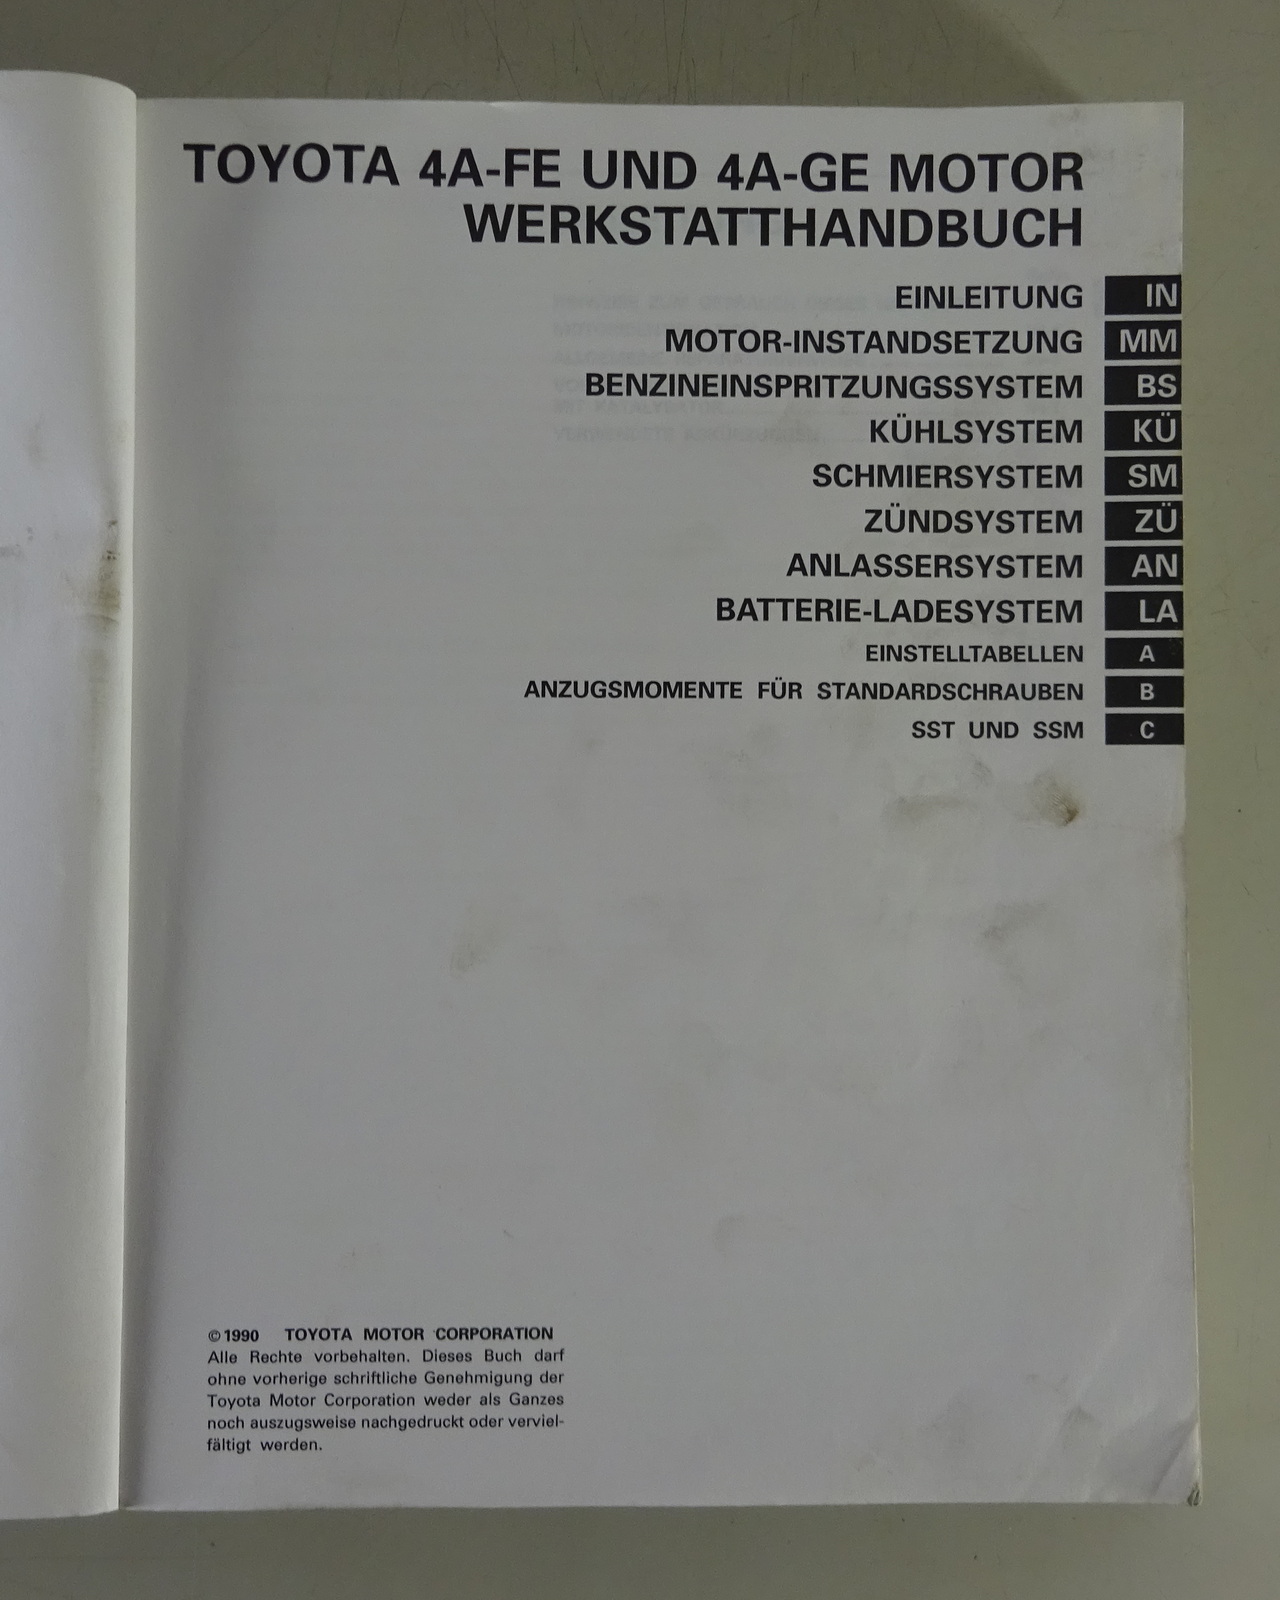 TOYOTA 4A-FE UND 4A-GE MOTOR
WERKSTATTHANDBUCH
EINLEITUNG IN
MOTOR-INSTANDSETZUNG MM
BENZINEINSPRITZUNGSSYSTEM BS
KÜHLSYSTEM KÜ
SCHMIERSYSTEM SM
ZÜNDSYSTEM ZÜ
ANLASSERSYSTEM AN
BATTERIE-LADESYSTEM LA
EINSTELLTABELLEN A
ANZUGSMOMENTE FÜR STANDARDSCHRAUBEN B
SST UND SSM C
© 1990 TOYOTA MOTOR CORPORATION
Alle Rechte vorbehalten. Dieses Buch darf
ohne vorherige schriftliche Genehmigung der
Toyota Motor Corporation weder als Ganzes
noch auszugsweise nachgedruckt oder verviel-
fältigt werden.